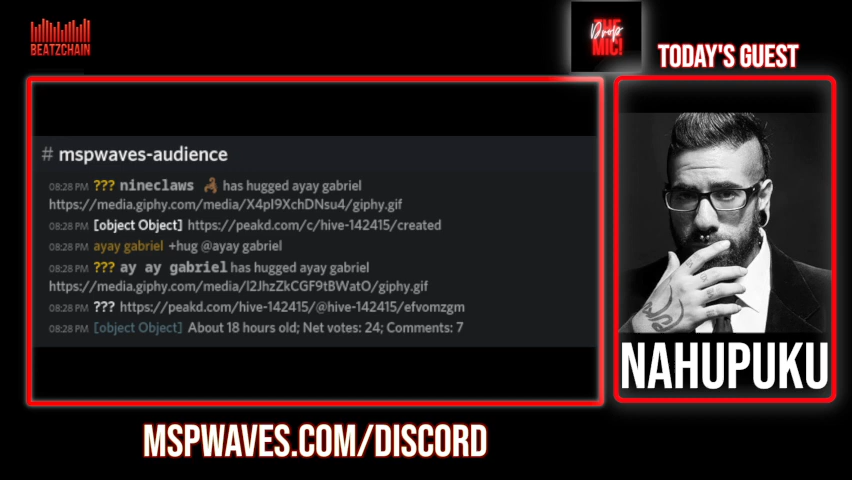 BEATZCHAIN
THE
Drop
MIC!
TODAY'S GUEST
# mspwaves-audience
08:28 PM ??? nineclaws 🦂 has hugged ayay gabriel
https://media.giphy.com/media/X4pI9XchDNsu4/giphy.gif
08:28 PM [object Object] https://peakd.com/c/hive-142415/created
08:28 PM ayay gabriel +hug @ayay gabriel
08:28 PM ??? ay ay gabriel has hugged ayay gabriel
https://media.giphy.com/media/l2JhzZkCGF9tBWatO/giphy.gif
08:28 PM ??? https://peakd.com/hive-142415/@hive-142415/efvomzgm
08:28 PM [object Object] About 18 hours old; Net votes: 24; Comments: 7
NAHUPUKU
MSPWAVES.COM/DISCORD